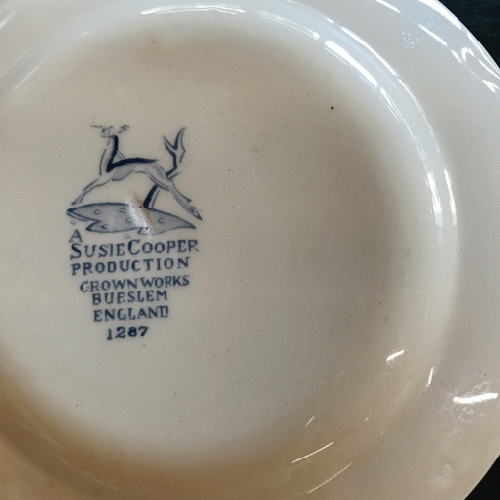 A
SUSIE COOPER
PRODUCTION
CROWN WORKS
BURSLEM
ENGLAND
1287